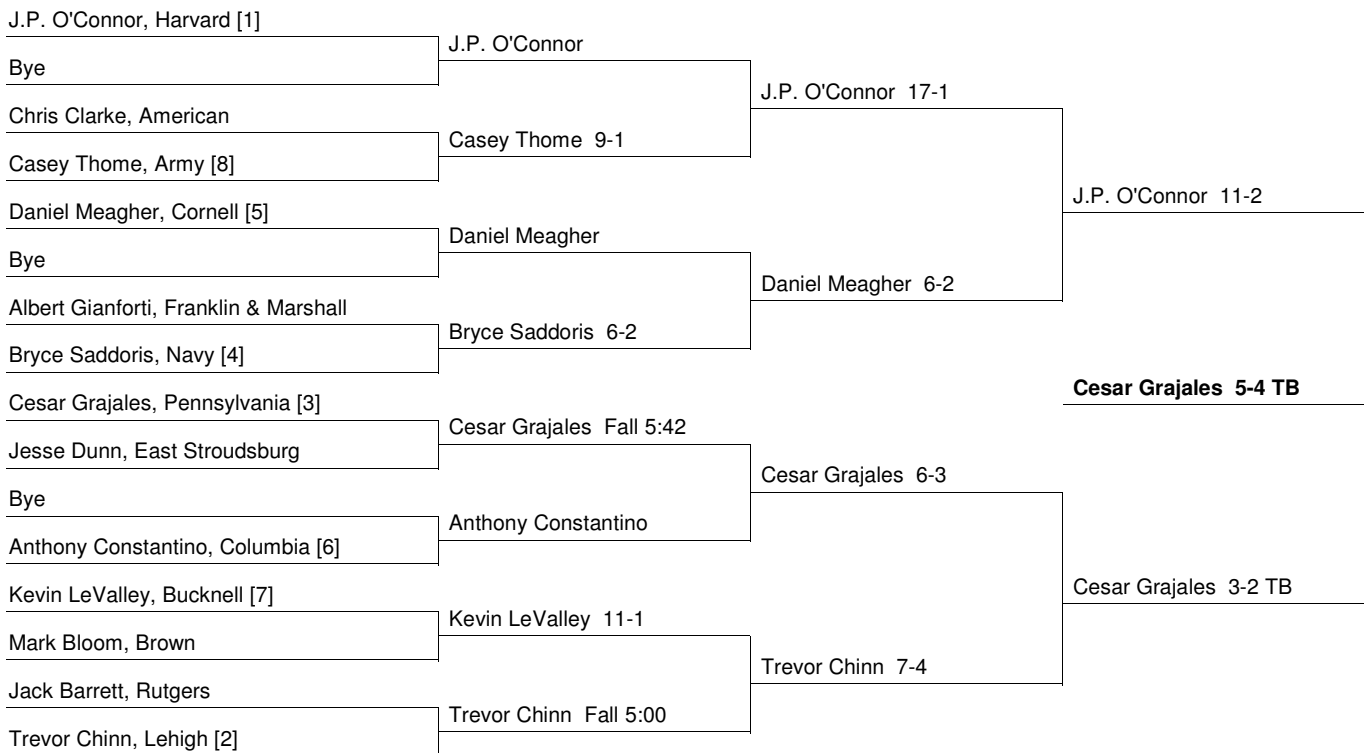 J.P. O'Connor, Harvard [1]
Bye
Chris Clarke, American
Casey Thome, Army [8]
Daniel Meagher, Cornell [5]
Bye
Albert Gianforti, Franklin & Marshall
Bryce Saddoris, Navy [4]
Cesar Grajales, Pennsylvania [3]
Jesse Dunn, East Stroudsburg
Bye
Anthony Constantino, Columbia [6]
Kevin LeValley, Bucknell [7]
Mark Bloom, Brown
Jack Barrett, Rutgers
Trevor Chinn, Lehigh [2]
J.P. O'Connor
Casey Thome 9-1
Daniel Meagher
Bryce Saddoris 6-2
Cesar Grajales Fall 5:42
Anthony Constantino
Kevin LeValley 11-1
Trevor Chinn Fall 5:00
J.P. O'Connor 17-1
Daniel Meagher 6-2
Cesar Grajales 6-3
Trevor Chinn 7-4
J.P. O'Connor 11-2
Cesar Grajales 5-4 TB
Cesar Grajales 3-2 TB